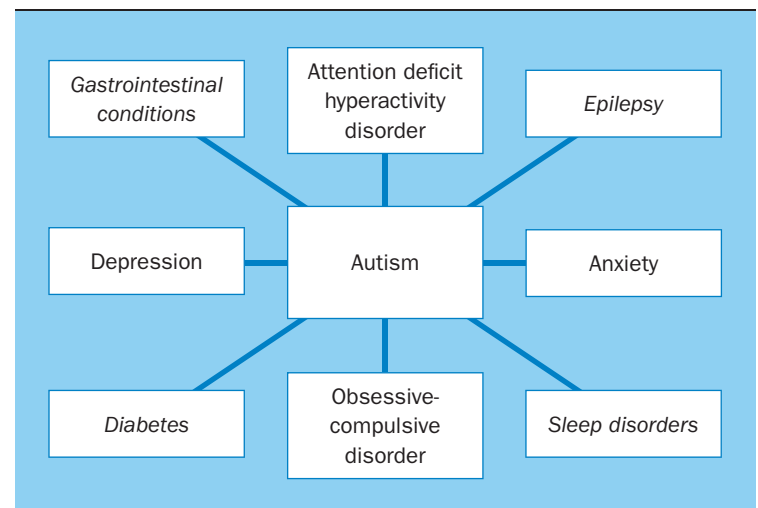 Gastrointestinal
conditions
Attention deficit
hyperactivity
disorder
Epilepsy
Depression
Autism
Anxiety
Diabetes
Obsessive-
compulsive
disorder
Sleep disorders